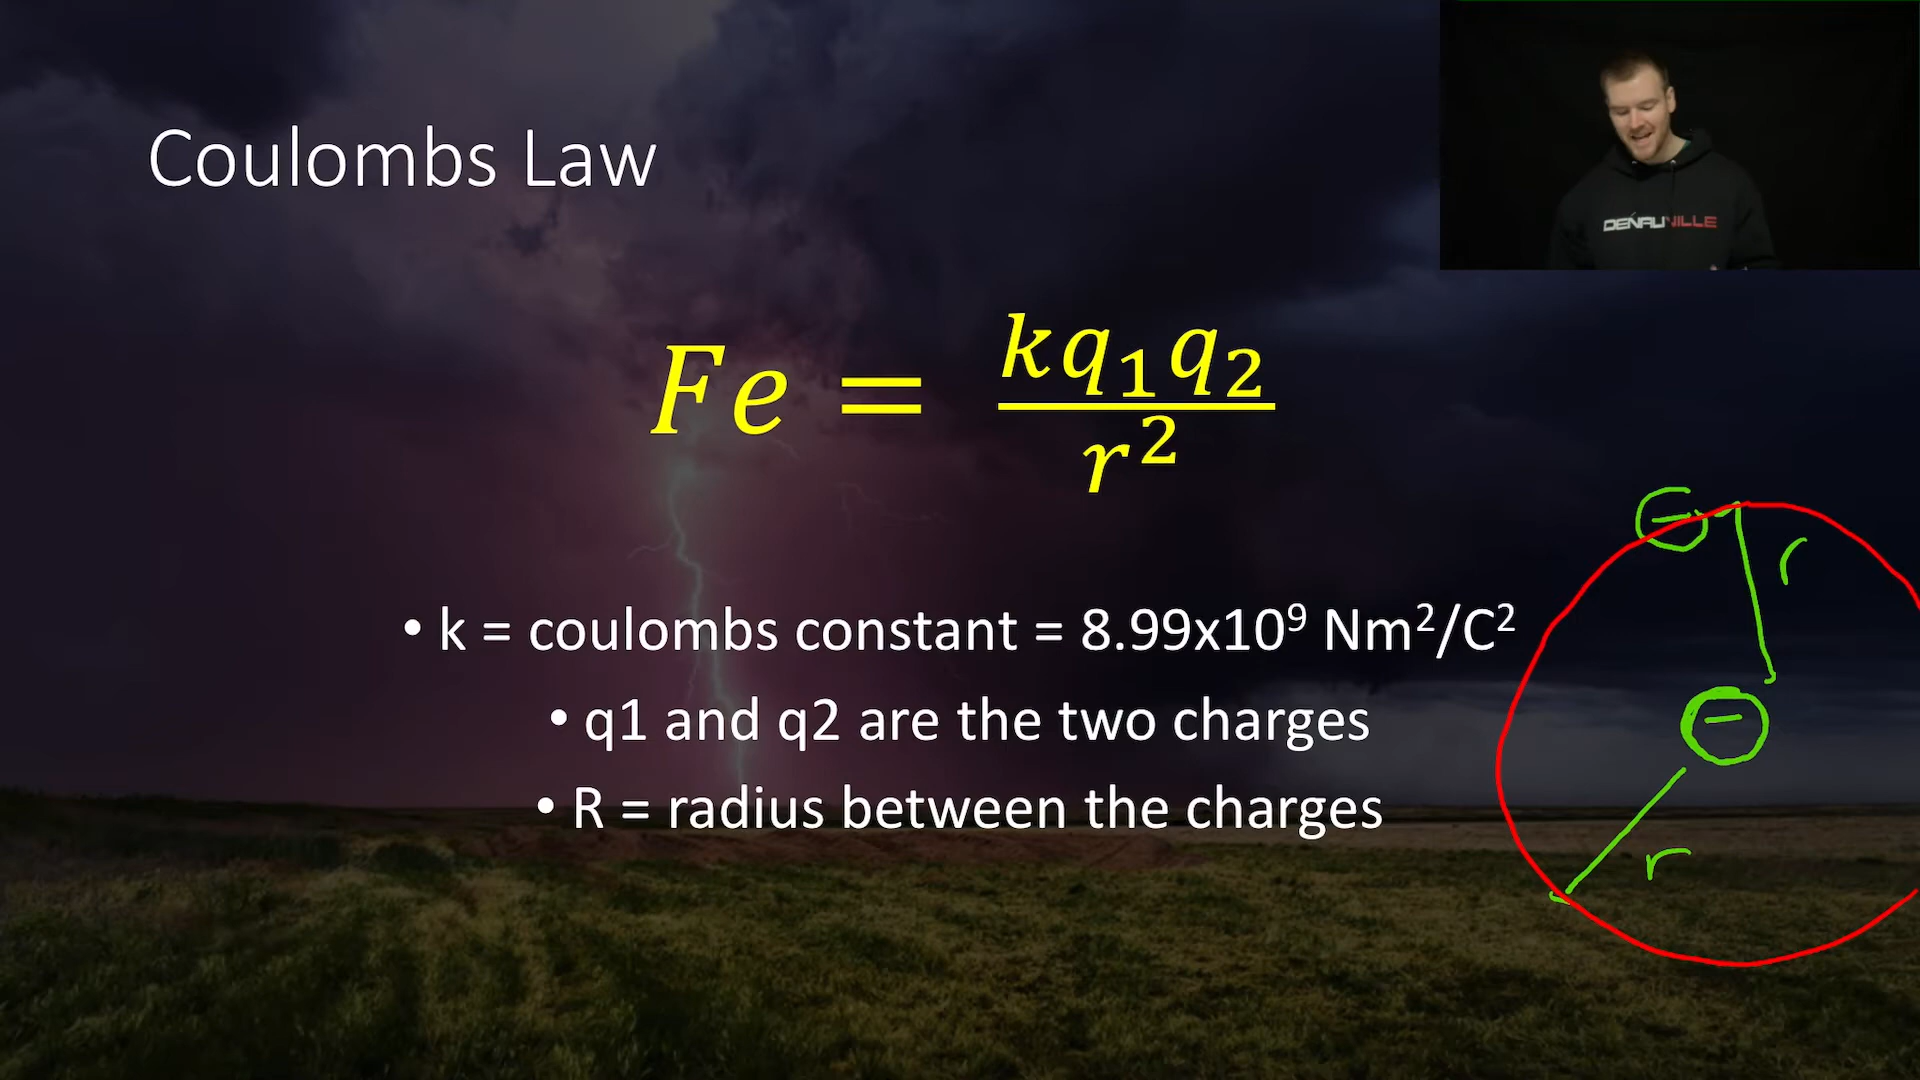 Coulombs Law
DENALIVILLE
Fe = kq₁q₂/r²
• k = coulombs constant = 8.99x10⁹ Nm²/C²
• q1 and q2 are the two charges
• R = radius between the charges
−
r
−
r